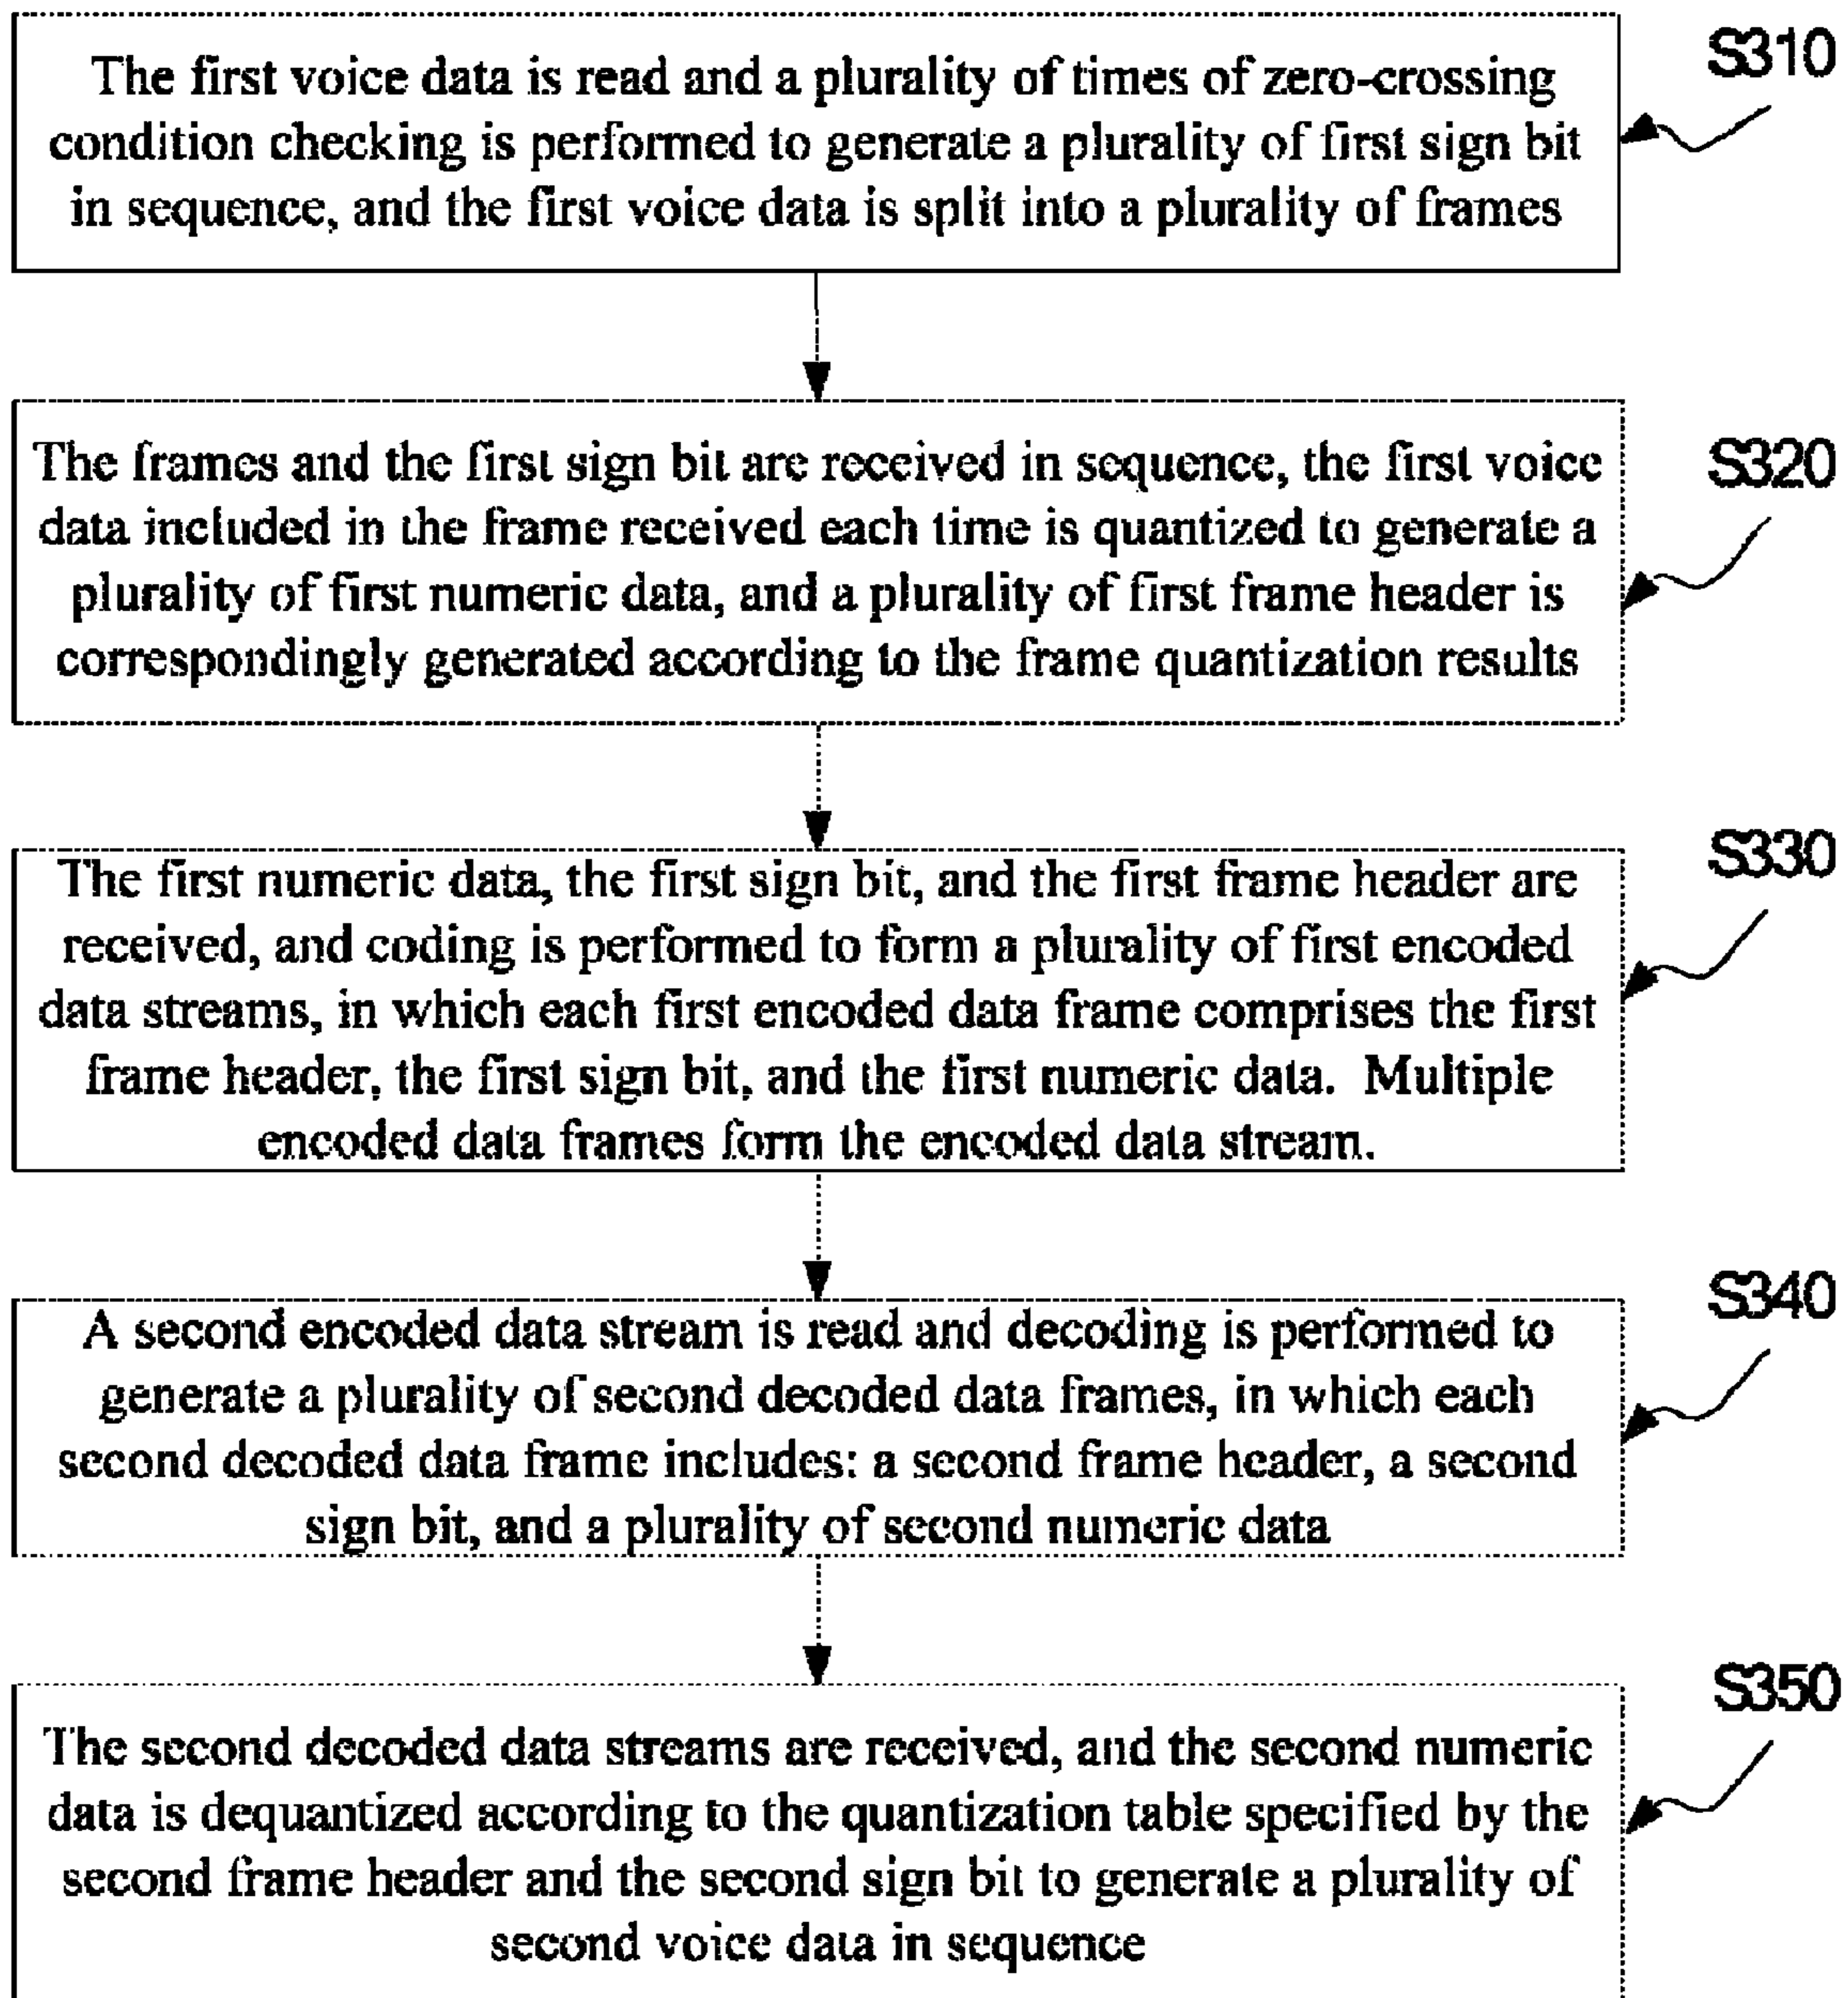 The first voice data is read and a plurality of times of zero-crossing
condition checking is performed to generate a plurality of first sign bit
in sequence, and the first voice data is split into a plurality of frames
S310
The frames and the first sign bit are received in sequence, the first voice
data included in the frame received each time is quantized to generate a
plurality of first numeric data, and a plurality of first frame header is
correspondingly generated according to the frame quantization results
S320
The first numeric data, the first sign bit, and the first frame header are
received, and coding is performed to form a plurality of first encoded
data streams, in which each first encoded data frame comprises the first
frame header, the first sign bit, and the first numeric data. Multiple
encoded data frames form the encoded data stream.
S330
A second encoded data stream is read and decoding is performed to
generate a plurality of second decoded data frames, in which each
second decoded data frame includes: a second frame header, a second
sign bit, and a plurality of second numeric data
S340
The second decoded data streams are received, and the second numeric
data is dequantized according to the quantization table specified by the
second frame header and the second sign bit to generate a plurality of
second voice data in sequence
S350